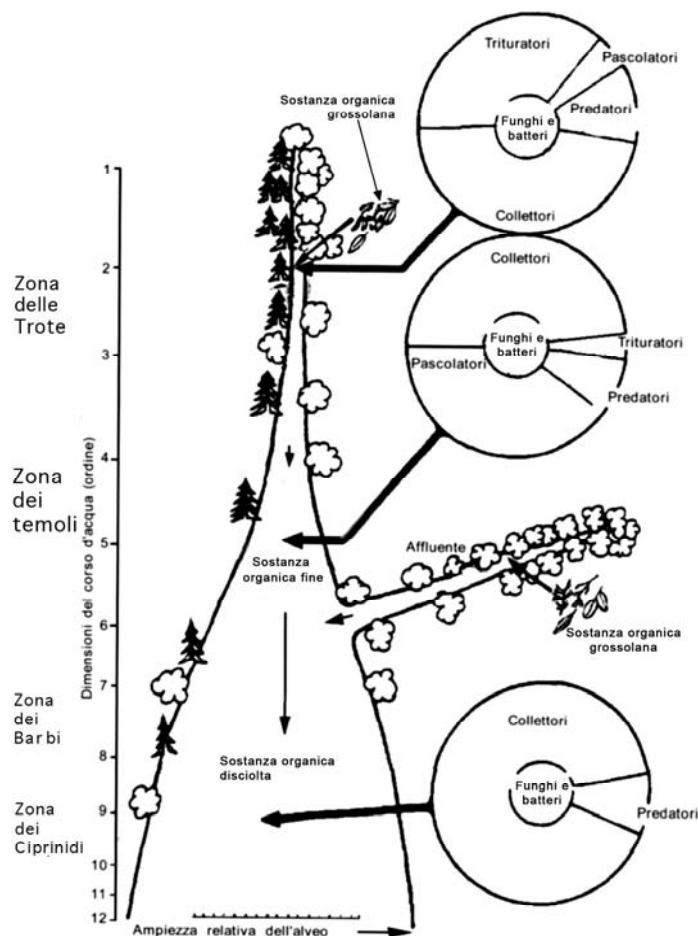 Trituratori
Pascolatori
Sostanza organica
grossolana
Funghi e
batteri
Predatori
Collettori
1
2
3
4
5
6
7
8
9
10
11
12
Zona
delle
Trote
Zona
dei
temoli
Zona
dei
Barbi
Zona
dei
Ciprinidi
Dimensioni del corso d'acqua (ordine)
Collettori
Funghi e
batteri
Trituratori
Pascolatori
Predatori
Sostanza
organica fine
Affluente
Sostanza organica
grossolana
Sostanza organica
disciolta
Collettori
Funghi e
batteri
Predatori
Ampiezza relativa dell'alveo